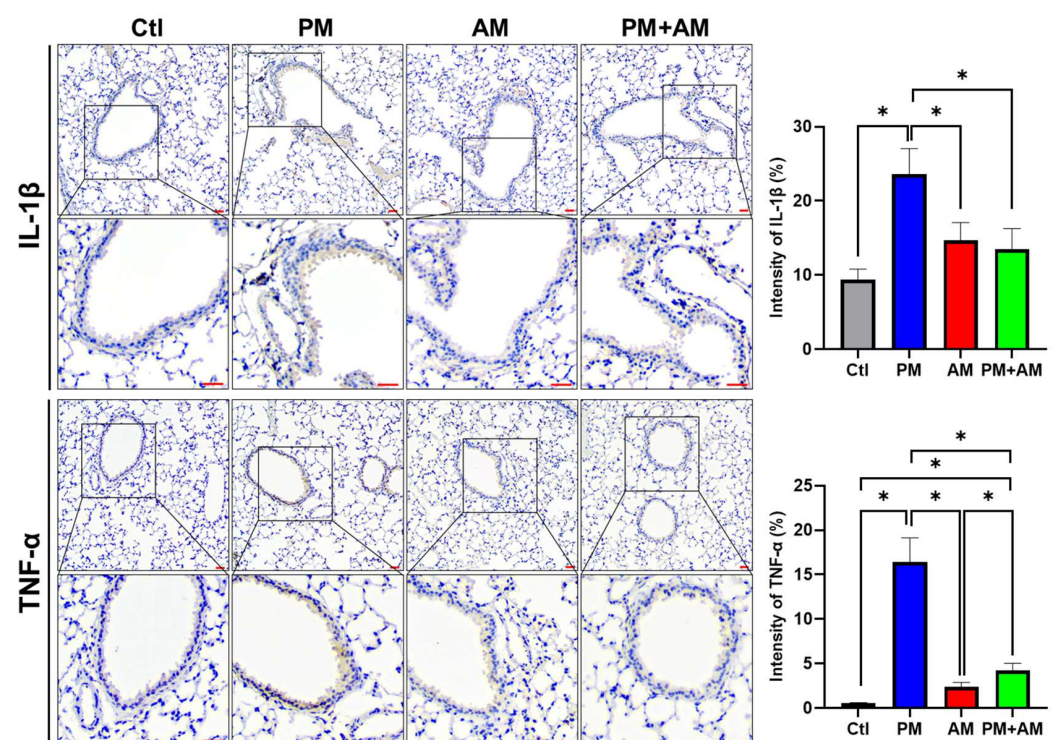 Ctl PM AM PM+AM
IL-1β
TNF-α
* * *
Intensity of IL-1β (%)
30
20
10
0
Ctl PM AM PM+AM
*
*
* * *
Intensity of TNF-α (%)
25
20
15
10
5
0
Ctl PM AM PM+AM